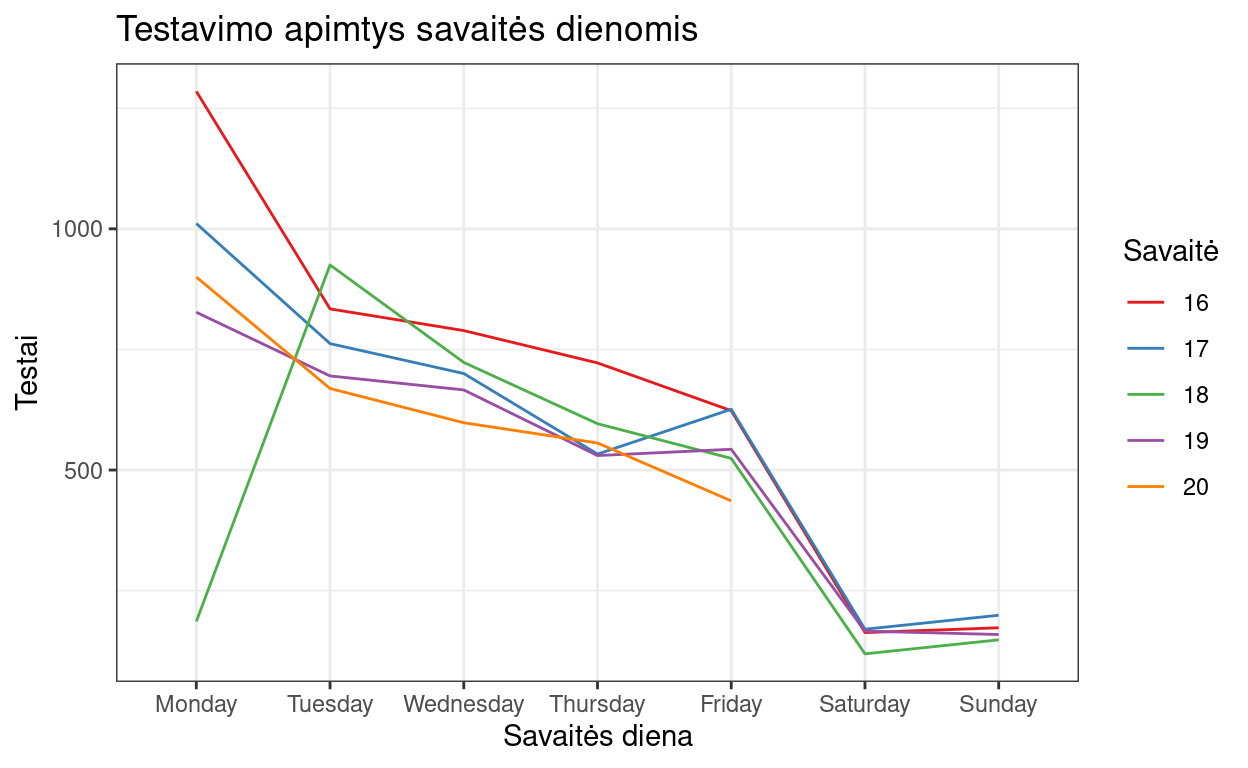 Testavimo apimtys savaitės dienomis
Testai
1000
500
Monday Tuesday Wednesday Thursday Friday Saturday Sunday
Savaitės diena
Savaitė
16
17
18
19
20